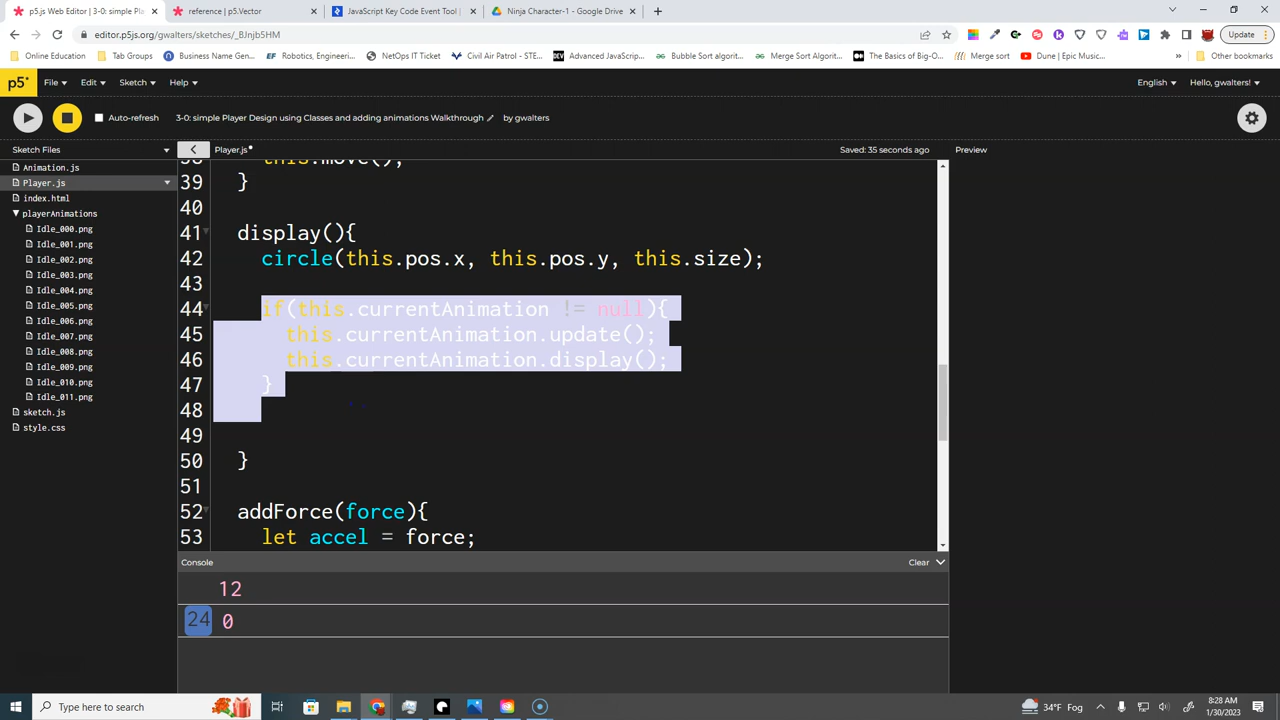 p5.js Web Editor | 3-0: simple Pla
reference | p5.Vector
JavaScript Key Code Event Tool |
Ninja Character-1 - Google Drive
editor.p5js.org/gwalters/sketches/_BJnjb5HM
Update
Online Education
Tab Groups
Business Name Gener...
Robotics, Engineeri...
NetOps IT Ticket
Civil Air Patrol - STE...
Advanced JavaScrip...
Bubble Sort Algorit...
Merge Sort Algorith...
The Basics of Big-O...
Merge sort
Dune | Epic Music...
Other bookmarks
p5*
File
Edit
Sketch
Help
English
Hello, gwalters!
Auto-refresh
3-0: simple Player Design using Classes and adding animations Walkthrough
by gwalters
Sketch Files
Player.js
Saved: 35 seconds ago
Preview
Animation.js
Player.js
index.html
playerAnimations
Idle_000.png
Idle_001.png
Idle_002.png
Idle_003.png
Idle_004.png
Idle_005.png
Idle_006.png
Idle_007.png
Idle_008.png
Idle_009.png
Idle_010.png
Idle_011.png
sketch.js
style.css
38 this.move();
39 }
40
41 display(){
42 circle(this.pos.x, this.pos.y, this.size);
43
44 if(this.currentAnimation != null){
45 this.currentAnimation.update();
46 this.currentAnimation.display();
47 }
48
49
50 }
51
52 addForce(force){
53 let accel = force;
Console
Clear
12
24 0
Type here to search
34°F Fog
8:28 AM
1/30/2023